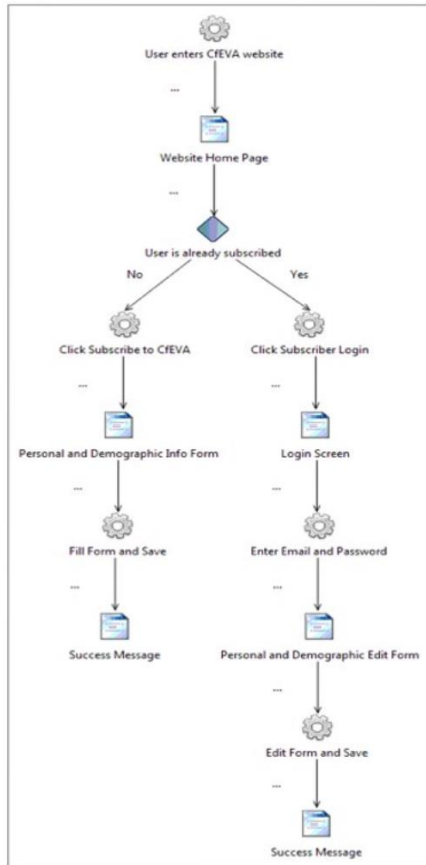 User enters CfEVA website
...
Website Home Page
...
User is already subscribed
No
Yes
Click Subscribe to CfEVA
Click Subscriber Login
...
...
Personal and Demographic Info Form
Login Screen
...
...
Fill Form and Save
Enter Email and Password
...
...
Success Message
Personal and Demographic Edit Form
...
Edit Form and Save
...
Success Message